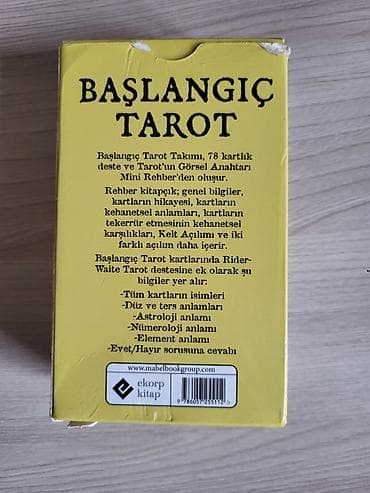 BAŞLANGIÇ
TAROT
Başlangıç Tarot Takımı, 78 kartlık
deste ve Tarot'un Görsel Anahtarı
Mini Rehber'den oluşur.
Rehber kitapçık; genel bilgiler,
kartların hikayesi, kartların
kehanetsel anlamları, kartların
tekerrür etmesinin kehanetsel
karşılıkları, Kelt Açılımı ve iki
farklı açılım daha içerir.
Başlangıç Tarot kartlarında Rider-
Waite Tarot destesine ek olarak şu
bilgiler yer alır:
-Tüm kartların isimleri
-Düz ve ters anlamları
-Astroloji anlamı
-Nümeroloji anlamı
-Element anlamı
-Evet/Hayır sorusuna cevabı
ekorp
kitap
www.mabelbookgroup.com